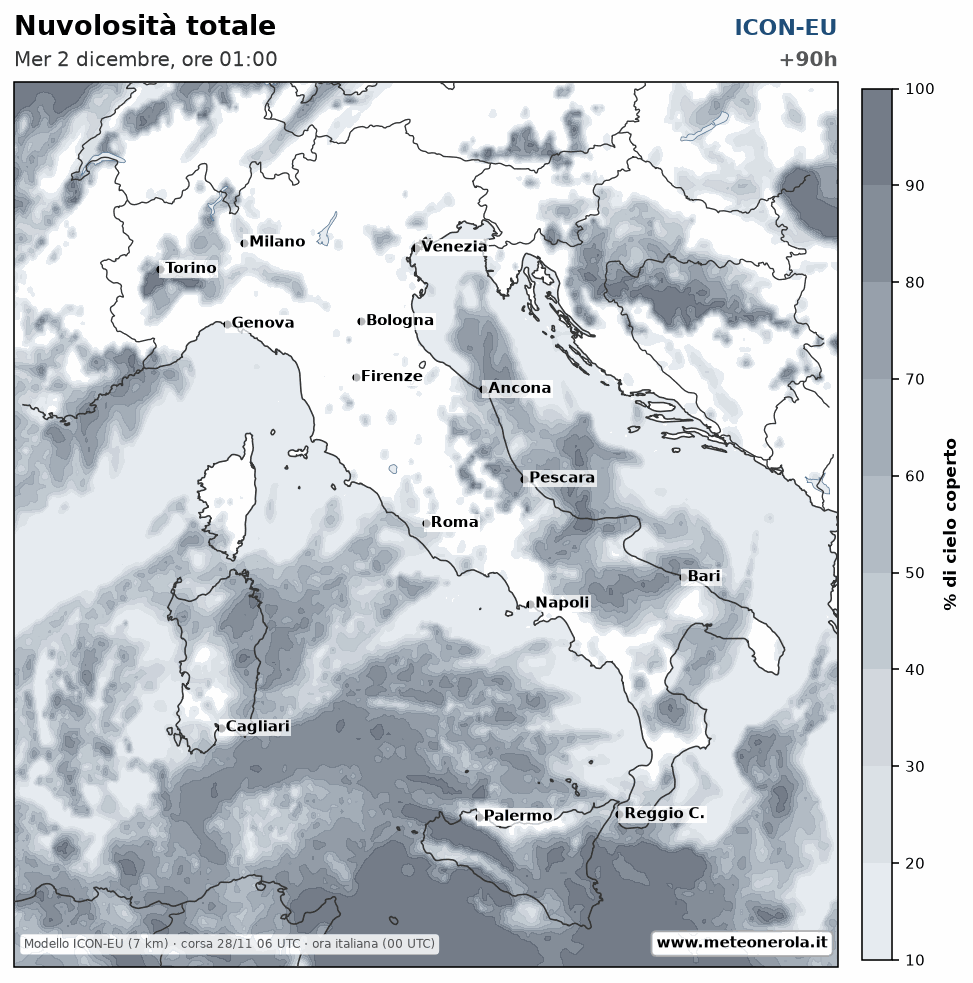 Nuvolosità totale
ICON-EU
Mer 2 dicembre, ore 01:00
+90h
Milano
Venezia
Torino
Genova
Bologna
Firenze
Ancona
Pescara
Roma
Bari
Napoli
Cagliari
Palermo
Reggio C.
100
90
80
70
60
50
40
30
20
10
% di cielo coperto
Modello ICON-EU (7 km) · corsa 28/11 06 UTC · ora italiana (00 UTC)
www.meteonerola.it